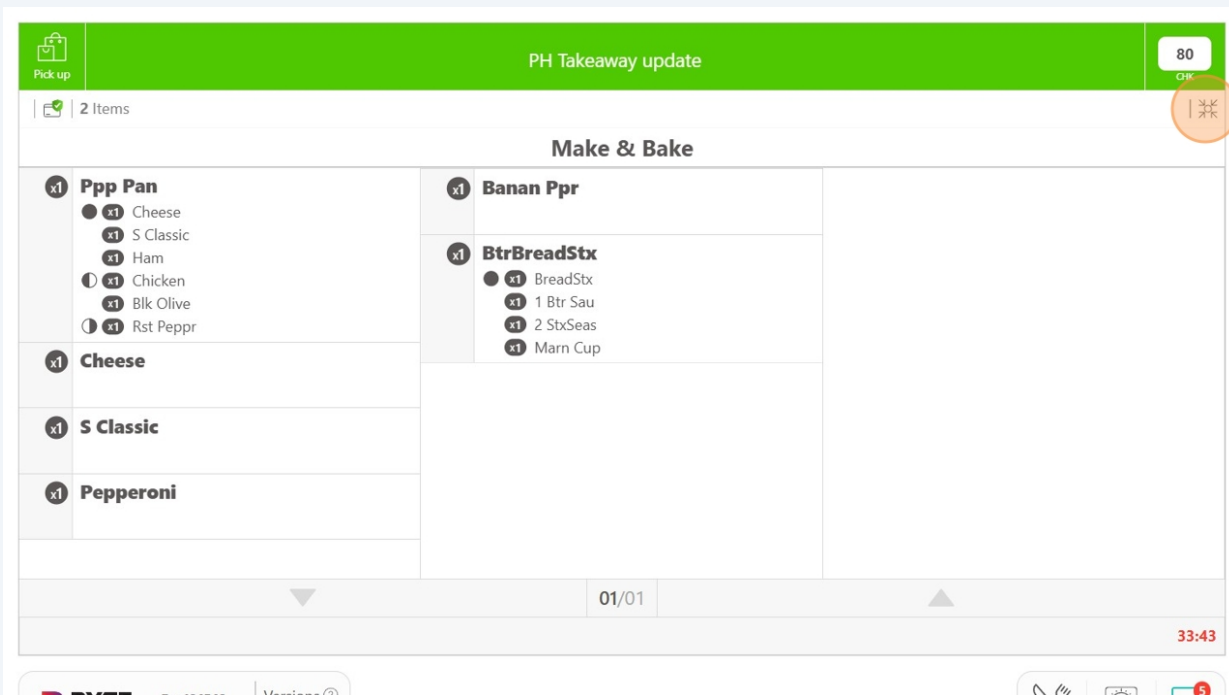 Pick up
PH Takeaway update
80
CHK
2 Items
Make & Bake
x1 Ppp Pan
x1 Cheese
x1 S Classic
x1 Ham
x1 Chicken
x1 Blk Olive
x1 Rst Peppr
x1 Cheese
x1 S Classic
x1 Pepperoni
x1 Banan Ppr
x1 BtrBreadStx
x1 BreadStx
x1 1 Btr Sau
x1 2 StxSeas
x1 Marn Cup
01/01
33:43
Versions
5